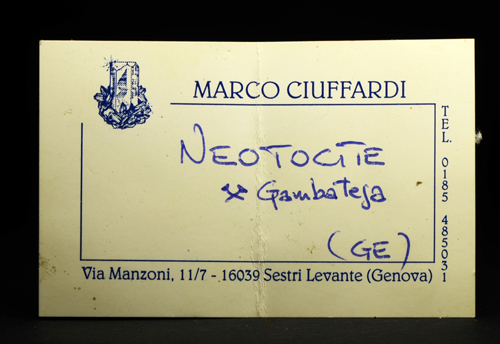 MARCO CIUFFARDI
NEOTOCITE
⚒ Gambatesa
(GE)
Via Manzoni, 11/7 - 16039 Sestri Levante (Genova)
TEL. 0185 485031